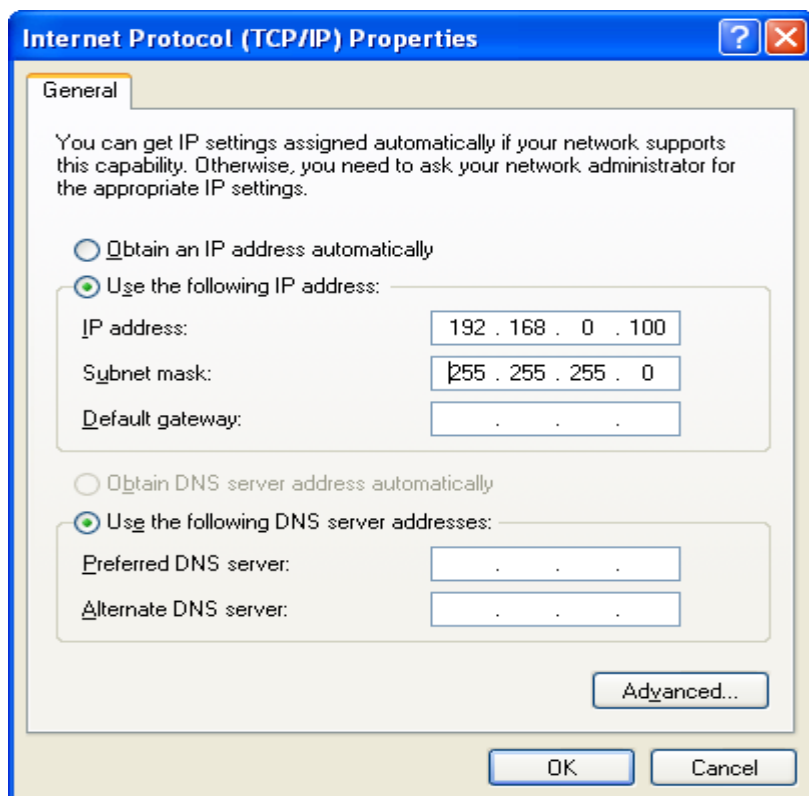 Internet Protocol (TCP/IP) Properties
General
You can get IP settings assigned automatically if your network supports
this capability. Otherwise, you need to ask your network administrator for
the appropriate IP settings.
Obtain an IP address automatically
Use the following IP address:
IP address: 192 . 168 . 0 . 100
Subnet mask: 255 . 255 . 255 . 0
Default gateway: . . .
Obtain DNS server address automatically
Use the following DNS server addresses:
Preferred DNS server: . . .
Alternate DNS server: . . .
Advanced...
OK Cancel